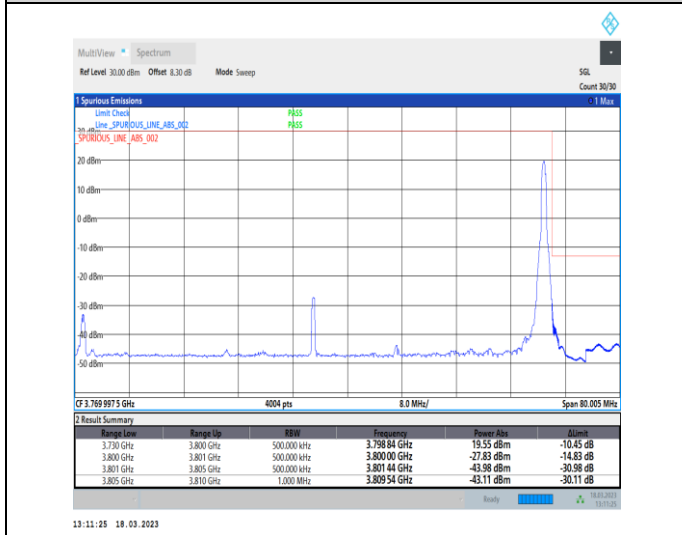 MultiView Spectrum
Ref Level 30.00 dBm Offset 8.30 dB Mode Sweep SGL
Count 30/30
1 Spurious Emissions 1 Max
Limit Check PASS
Line _SPURIOUS_LINE_ABS_002 PASS
30 dBm
_SPURIOUS_LINE_ABS_002
20 dBm
10 dBm
0 dBm
-10 dBm
-20 dBm
-30 dBm
-40 dBm
-50 dBm
CF 3.769 997 5 GHz 4004 pts 8.0 MHz/ Span 80.005 MHz
2 Result Summary
Range Low Range Up RBW Frequency Power Abs ΔLimit
3.730 GHz 3.800 GHz 500.000 kHz 3.798 84 GHz 19.55 dBm -10.45 dB
3.800 GHz 3.801 GHz 500.000 kHz 3.800 00 GHz -27.83 dBm -14.83 dB
3.801 GHz 3.805 GHz 500.000 kHz 3.801 44 GHz -43.98 dBm -30.98 dB
3.805 GHz 3.810 GHz 1.000 MHz 3.809 54 GHz -43.11 dBm -30.11 dB
Ready 18.03.2023
13:11:25
13:11:25 18.03.2023